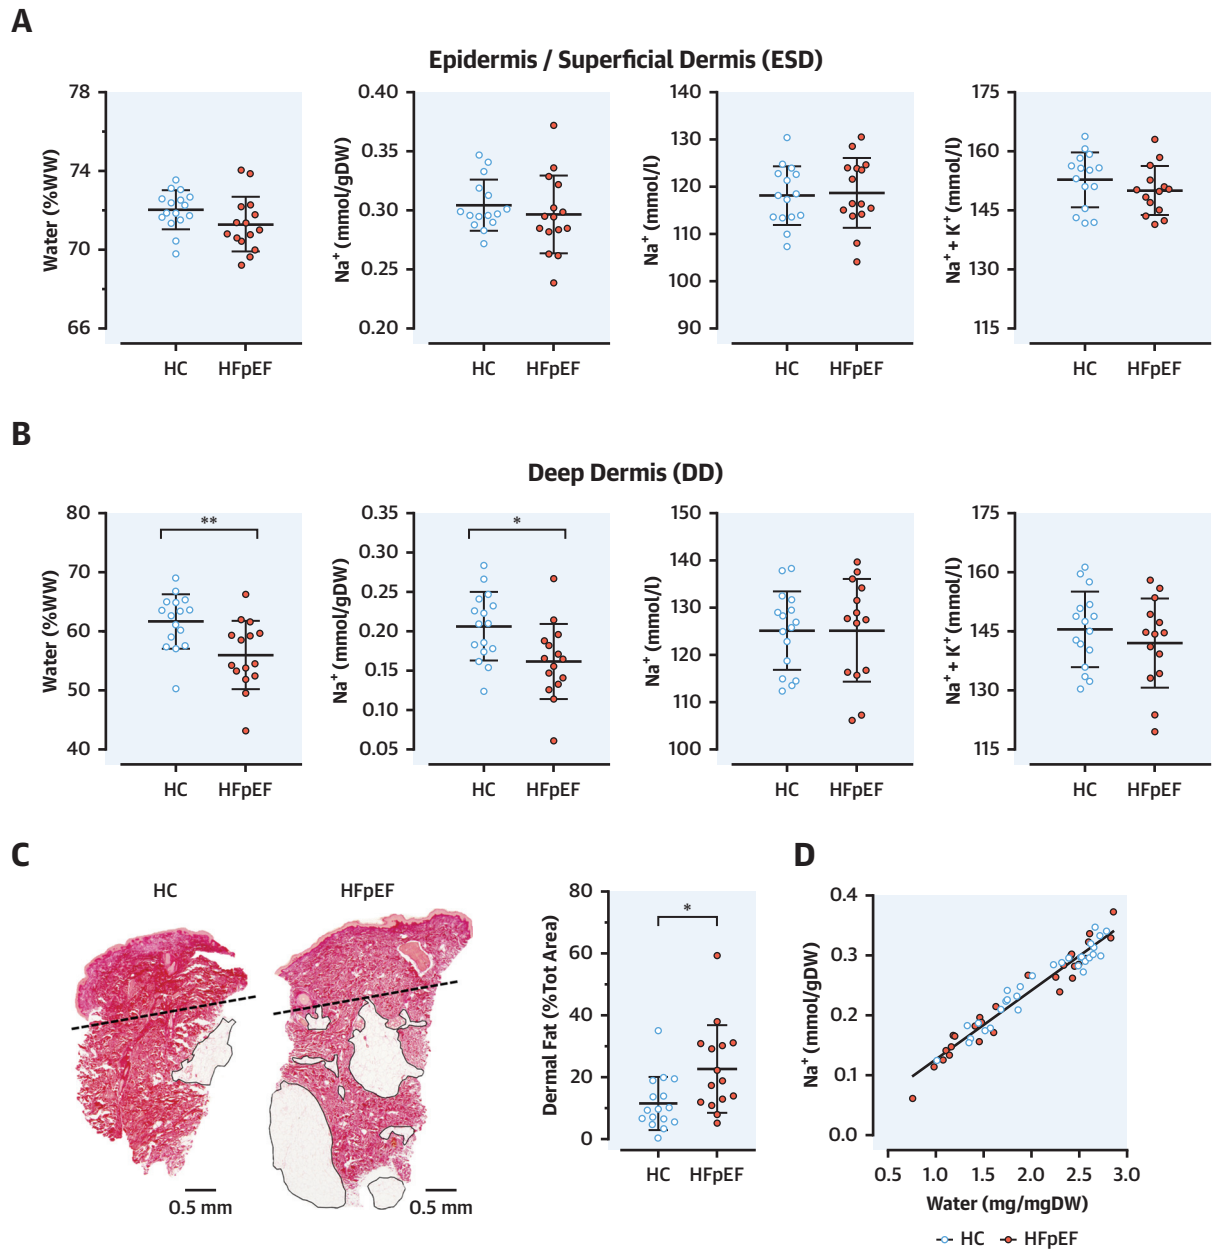 A
Epidermis / Superficial Dermis (ESD)
Water (%WW)
78
74
70
66
HC HFpEF
Na⁺ (mmol/gDW)
0.40
0.35
0.30
0.25
0.20
HC HFpEF
Na⁺ (mmol/l)
140
130
120
110
100
90
HC HFpEF
Na⁺ + K⁺ (mmol/l)
175
160
145
130
115
HC HFpEF
B
Deep Dermis (DD)
Water (%WW)
80
70
60
50
40
**
HC HFpEF
Na⁺ (mmol/gDW)
0.35
0.30
0.25
0.20
0.15
0.10
0.05
*
HC HFpEF
Na⁺ (mmol/l)
150
140
130
120
110
100
HC HFpEF
Na⁺ + K⁺ (mmol/l)
175
160
145
130
115
HC HFpEF
C
HC
HFpEF
0.5 mm
0.5 mm
Dermal Fat (%Tot Area)
80
60
40
20
0
*
HC HFpEF
D
Na⁺ (mmol/gDW)
0.4
0.3
0.2
0.1
0.0
0.5 1.0 1.5 2.0 2.5 3.0
Water (mg/mgDW)
HC HFpEF